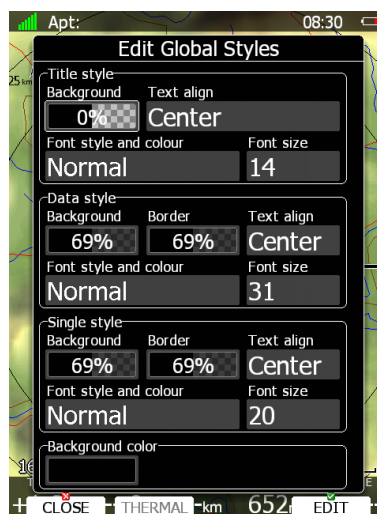 Apt: 08:30
Edit Global Styles
25 km
Title style
Background Text align
0% Center
Font style and colour Font size
Normal 14
Data style
Background Border Text align
69% 69% Center
Font style and colour Font size
Normal 31
Single style
Background Border Text align
69% 69% Center
Font style and colour Font size
Normal 20
Background color
CLOSE THERMAL km 652 EDIT